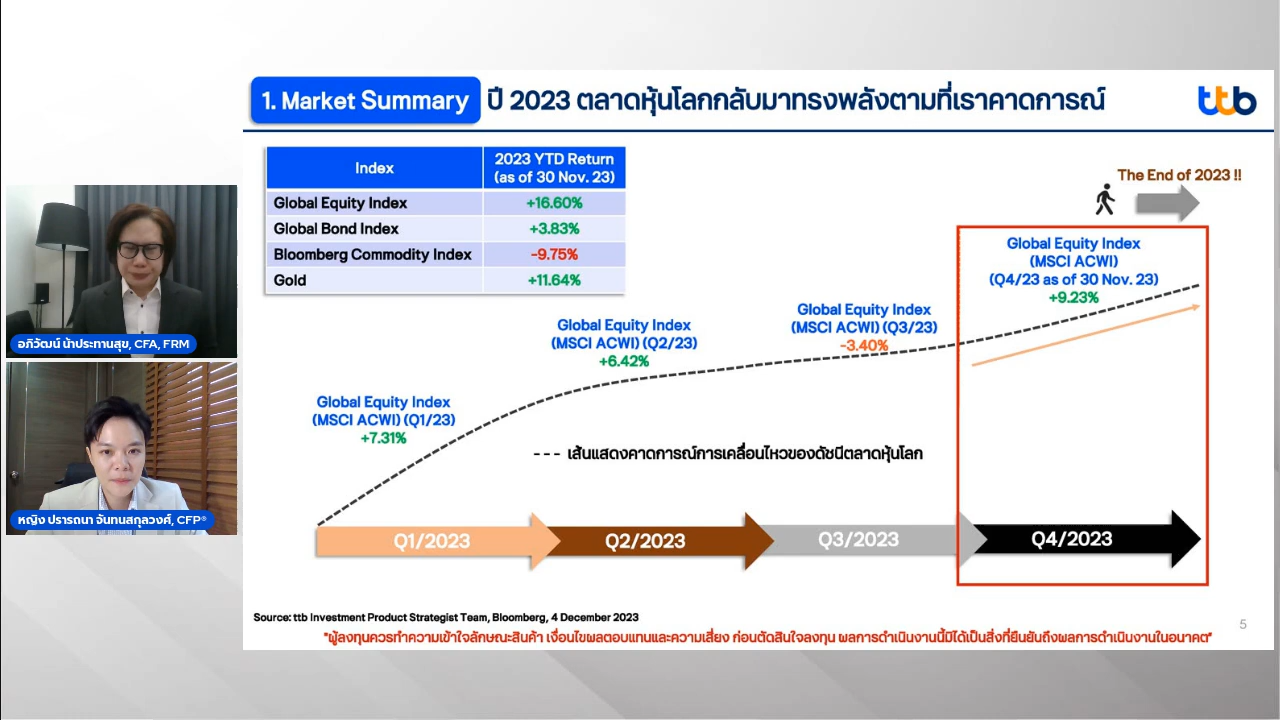 1. Market Summary
ปี 2023 ตลาดหุ้นโลกกลับมาทรงพลังตามที่เราคาดการณ์
ttb
Index
2023 YTD Return
(as of 30 Nov. 23)
Global Equity Index +16.60%
Global Bond Index +3.83%
Bloomberg Commodity Index -9.75%
Gold +11.64%
The End of 2023 !!
Global Equity Index
(MSCI ACWI)
(Q4/23 as of 30 Nov. 23)
+9.23%
Global Equity Index
(MSCI ACWI) (Q3/23)
-3.40%
Global Equity Index
(MSCI ACWI) (Q2/23)
+6.42%
Global Equity Index
(MSCI ACWI) (Q1/23)
+7.31%
--- เส้นแสดงคาดการณ์การเคลื่อนไหวของดัชนีตลาดหุ้นโลก
Q1/2023
Q2/2023
Q3/2023
Q4/2023
Source: ttb Investment Product Strategist Team, Bloomberg, 4 December 2023
"ผู้ลงทุนควรทำความเข้าใจลักษณะสินค้า เงื่อนไขผลตอบแทนและความเสี่ยง ก่อนตัดสินใจลงทุน ผลการดำเนินงานนี้มิได้เป็นสิ่งที่ยืนยันถึงผลการดำเนินงานในอนาคต"
5
อภิวัฒน์ น้าประทานสุข, CFA, FRM
หญิง ปรารถนา จันทนสกุลวงศ์, CFP®